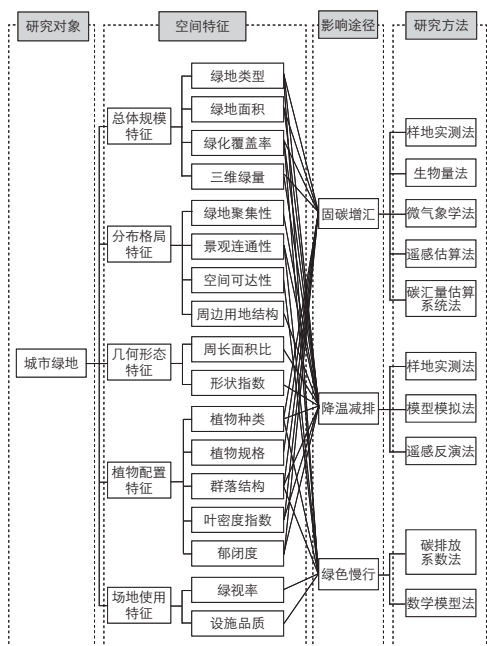 研究对象
空间特征
影响途径
研究方法
城市绿地
总体规模
特征
绿地类型
绿地面积
绿化覆盖率
三维绿量
分布格局
特征
绿地聚集性
景观连通性
空间可达性
周边用地结构
几何形态
特征
周长面积比
形状指数
植物配置
特征
植物种类
植物规格
群落结构
叶密度指数
郁闭度
场地使用
特征
绿视率
设施品质
固碳增汇
降温减排
绿色慢行
样地实测法
生物量法
微气象学法
遥感估算法
碳汇量估算
系统法
样地实测法
模型模拟法
遥感反演法
碳排放
系数法
数学模型法